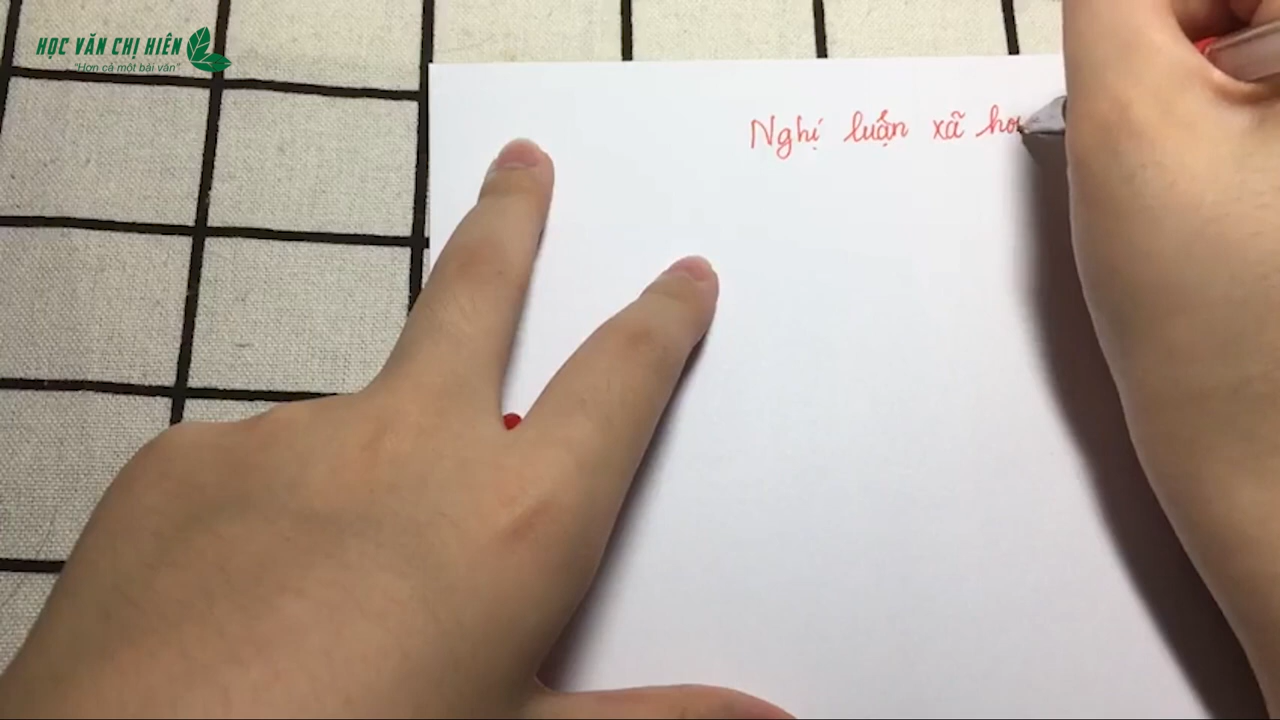 HỌC VĂN CHỊ HIÊN
"Hơn cả một bài văn"
Nghị luận xã